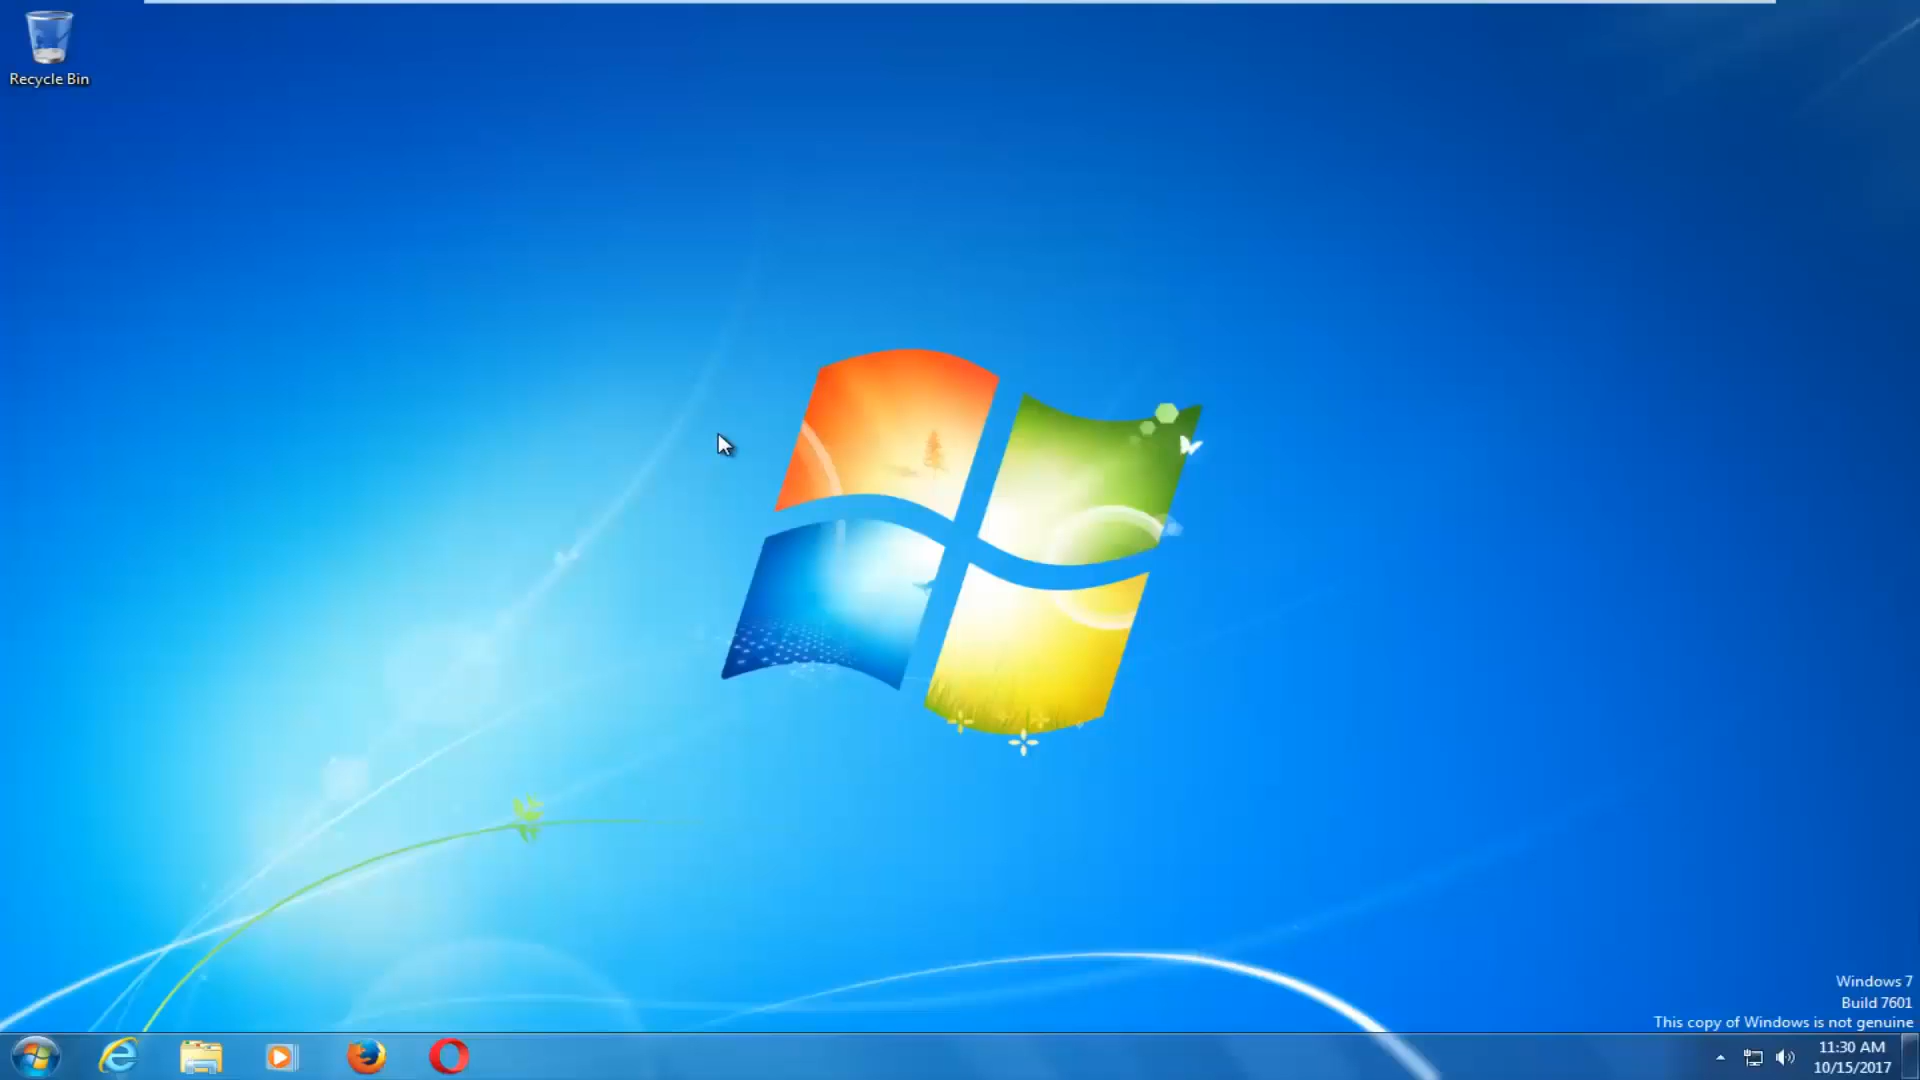 Recycle Bin
Windows 7
Build 7601
This copy of Windows is not genuine
11:30 AM
10/15/2017